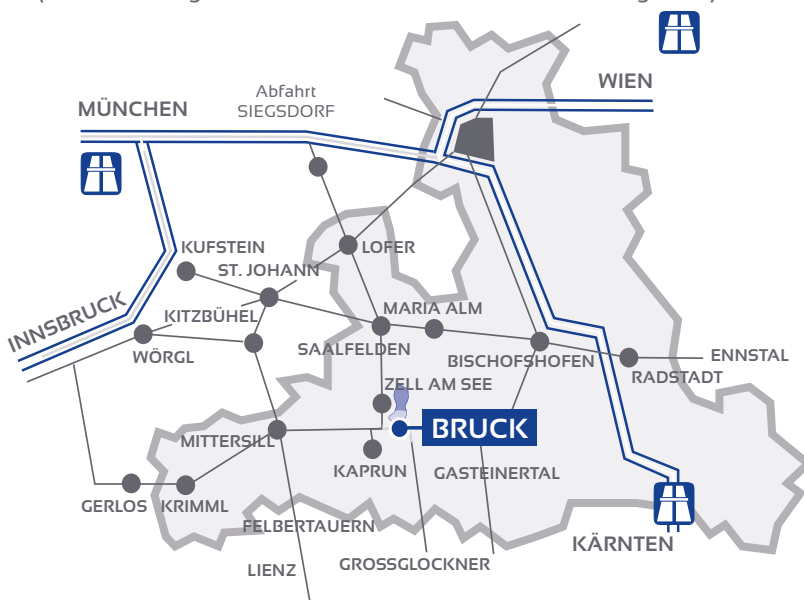 WIEN
Abfahrt
SIEGSDORF
MÜNCHEN
KUFSTEIN
LOFER
ST. JOHANN
INNSBRUCK
KITZBÜHEL
MARIA ALM
WÖRGL
SAALFELDEN
BISCHOFSHOFEN
ENNSTAL
RADSTADT
ZELL AM SEE
BRUCK
MITTERSILL
KAPRUN
GASTEINERTAL
GERLOS
KRIMML
FELBERTAUERN
KÄRNTEN
GROSSGLOCKNER
LIENZ